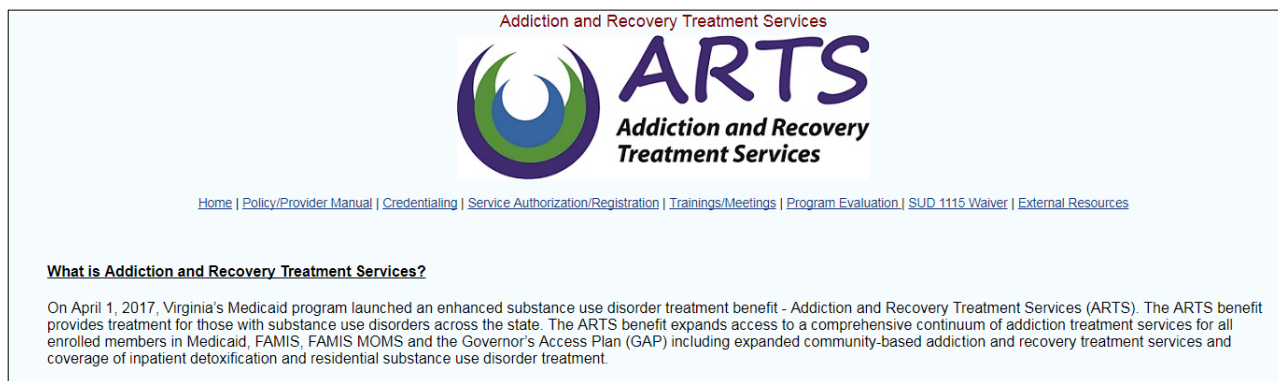 Addiction and Recovery Treatment Services
ARTS
Addiction and Recovery
Treatment Services
Home | Policy/Provider Manual | Credentialing | Service Authorization/Registration | Trainings/Meetings | Program Evaluation | SUD 1115 Waiver | External Resources
What is Addiction and Recovery Treatment Services?
On April 1, 2017, Virginia's Medicaid program launched an enhanced substance use disorder treatment benefit - Addiction and Recovery Treatment Services (ARTS). The ARTS benefit
provides treatment for those with substance use disorders across the state. The ARTS benefit expands access to a comprehensive continuum of addiction treatment services for all
enrolled members in Medicaid, FAMIS, FAMIS MOMS and the Governor's Access Plan (GAP) including expanded community-based addiction and recovery treatment services and
coverage of inpatient detoxification and residential substance use disorder treatment.